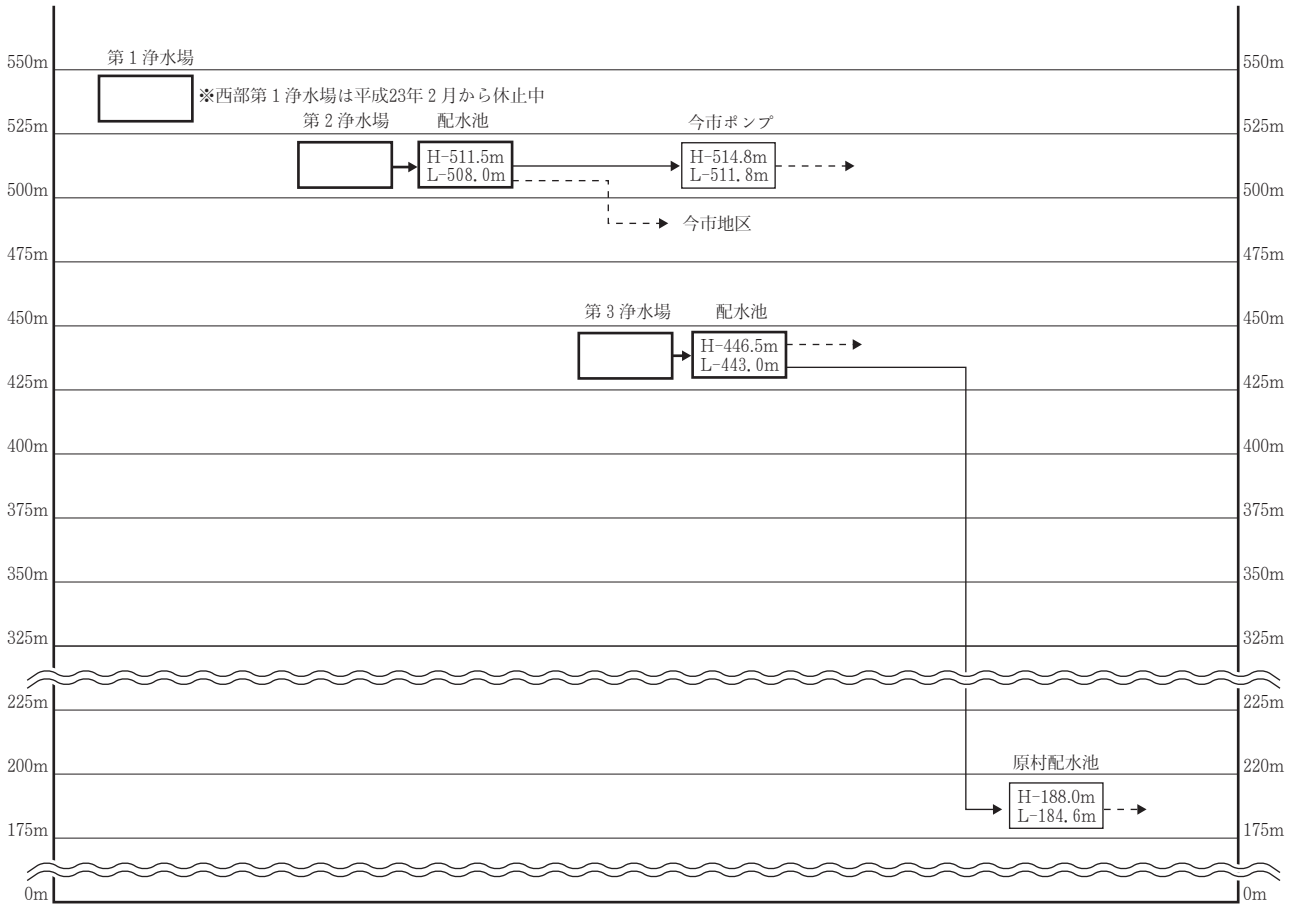 550m
550m
第1浄水場
※西部第1浄水場は平成23年2月から休止中
525m
第2浄水場
配水池
今市ポンプ
525m
H-511.5m
L-508.0m
H-514.8m
L-511.8m
500m
500m
今市地区
475m
475m
450m
第3浄水場
配水池
450m
H-446.5m
L-443.0m
425m
425m
400m
400m
375m
375m
350m
350m
325m
325m
225m
225m
200m
原村配水池
220m
H-188.0m
L-184.6m
175m
175m
0m
0m